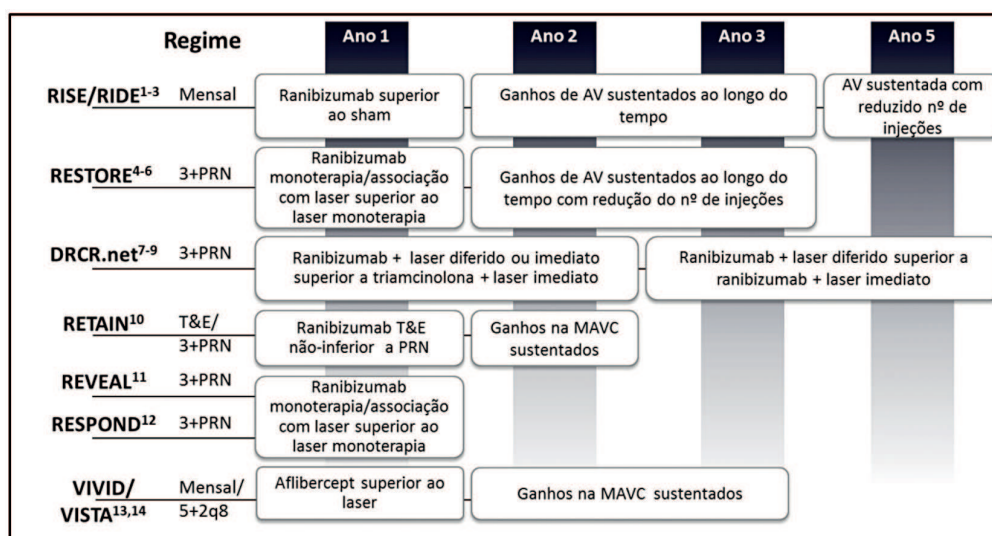 Regime
Ano 1
Ano 2
Ano 3
Ano 5
RISE/RIDE1-3
Mensal
Ranibizumab superior
ao sham
Ganhos de AV sustentados ao longo do
tempo
AV sustentada com
reduzido nº de
injeções
RESTORE4-6
3+PRN
Ranibizumab
monoterapia/associação
com laser superior ao
laser monoterapia
Ganhos de AV sustentados ao longo do
tempo com redução do nº de injeções
DRCR.net7-9
3+PRN
Ranibizumab + laser diferido ou imediato
superior a triamcinolona + laser imediato
Ranibizumab + laser diferido superior a
ranibizumab + laser imediato
RETAIN10
T&E/
3+PRN
Ranibizumab T&E
não-inferior a PRN
Ganhos na MAVC
sustentados
REVEAL11
3+PRN
RESPOND12
3+PRN
Ranibizumab
monoterapia/associação
com laser superior ao
laser monoterapia
VIVID/
VISTA13,14
Mensal/
5+2q8
Aflibercept superior ao
laser
Ganhos na MAVC sustentados